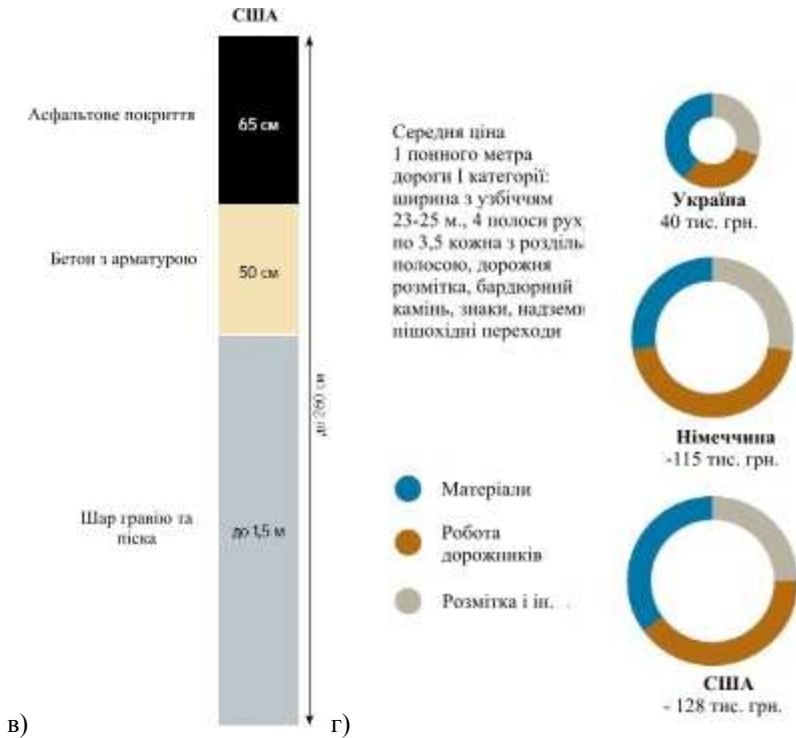 США
Асфальтове покриття
65 см
Бетон з арматурою
50 см
Шар гравію та
піска
до 1,5 м
до 260 см
в)
Середня ціна
1 понного метра
дороги І категорії:
ширина з узбіччям
23-25 м., 4 полоси рух
по 3,5 кожна з розділь
полосою, дорожня
розмітка, бардюрний
камінь, знаки, надземн
пішохідні переходи
Україна
40 тис. грн.
Німеччина
-115 тис. грн.
Матеріали
Робота
дорожників
Розмітка і ін.
США
- 128 тис. грн.
г)